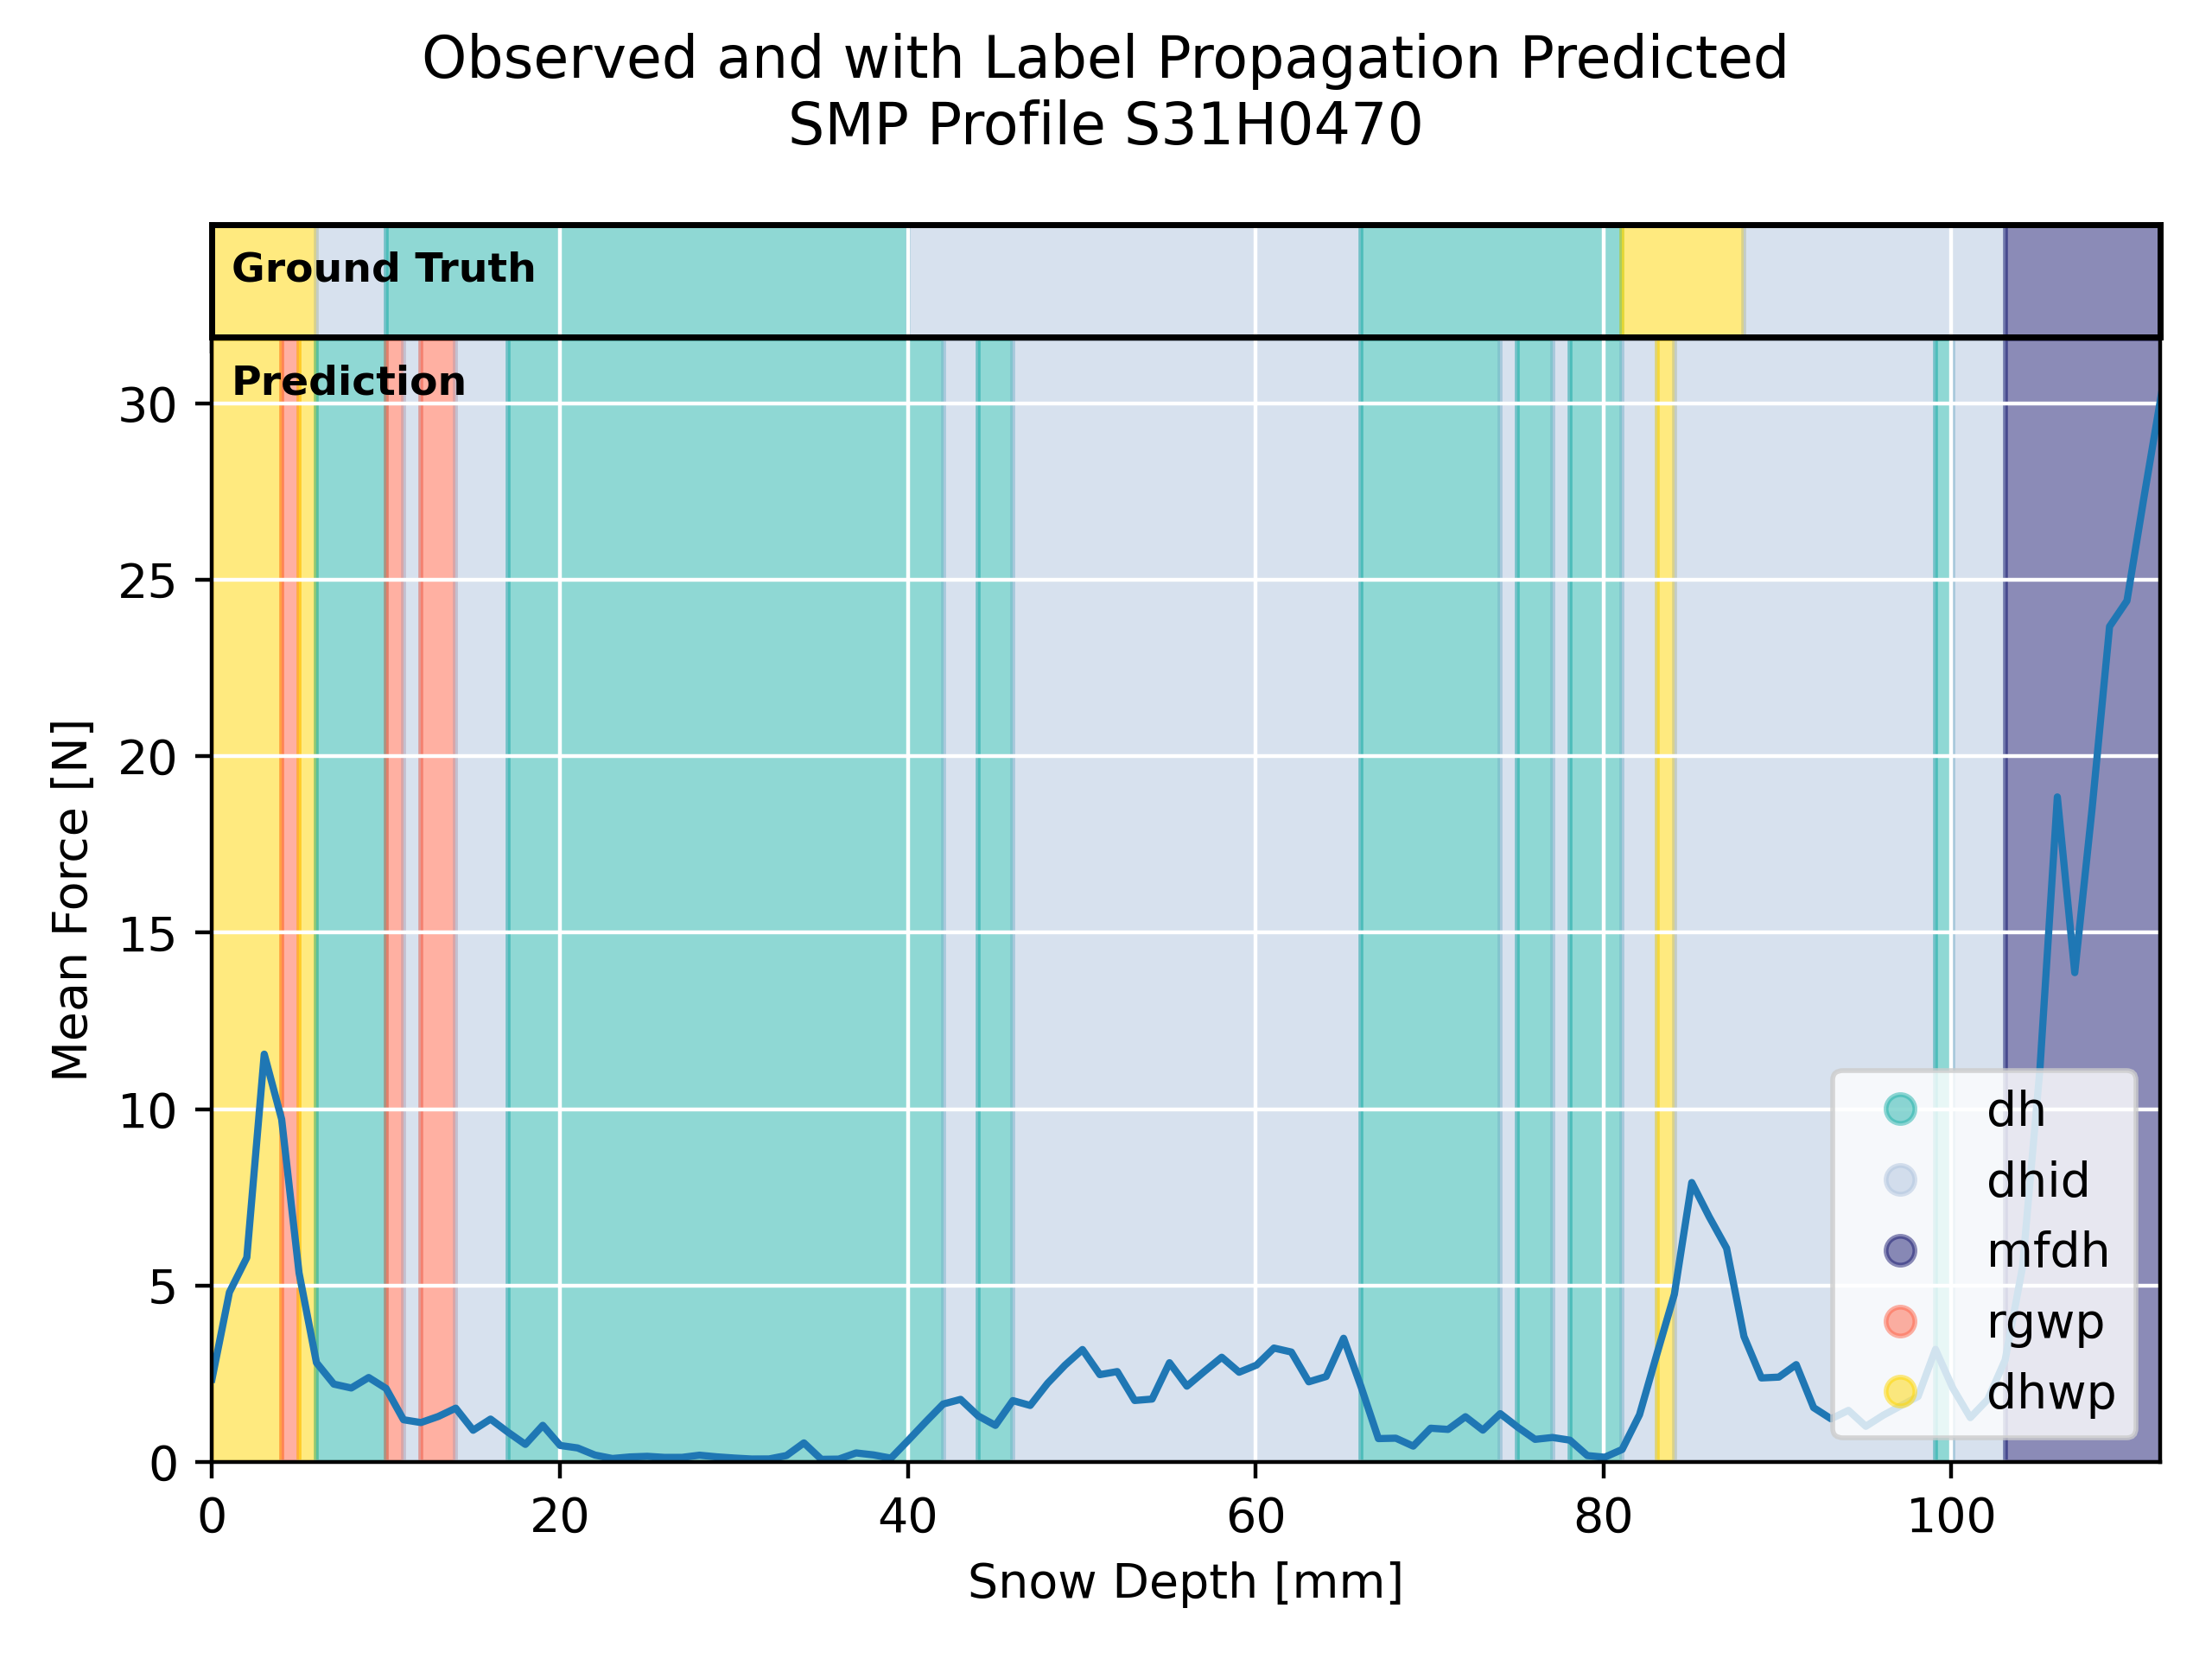 Observed and with Label Propagation Predicted
SMP Profile S31H0470
Ground Truth
Prediction
30
25
20
15
10
5
0
Mean Force [N]
dh
dhid
mfdh
rgwp
dhwp
0 20 40 60 80 100
Snow Depth [mm]